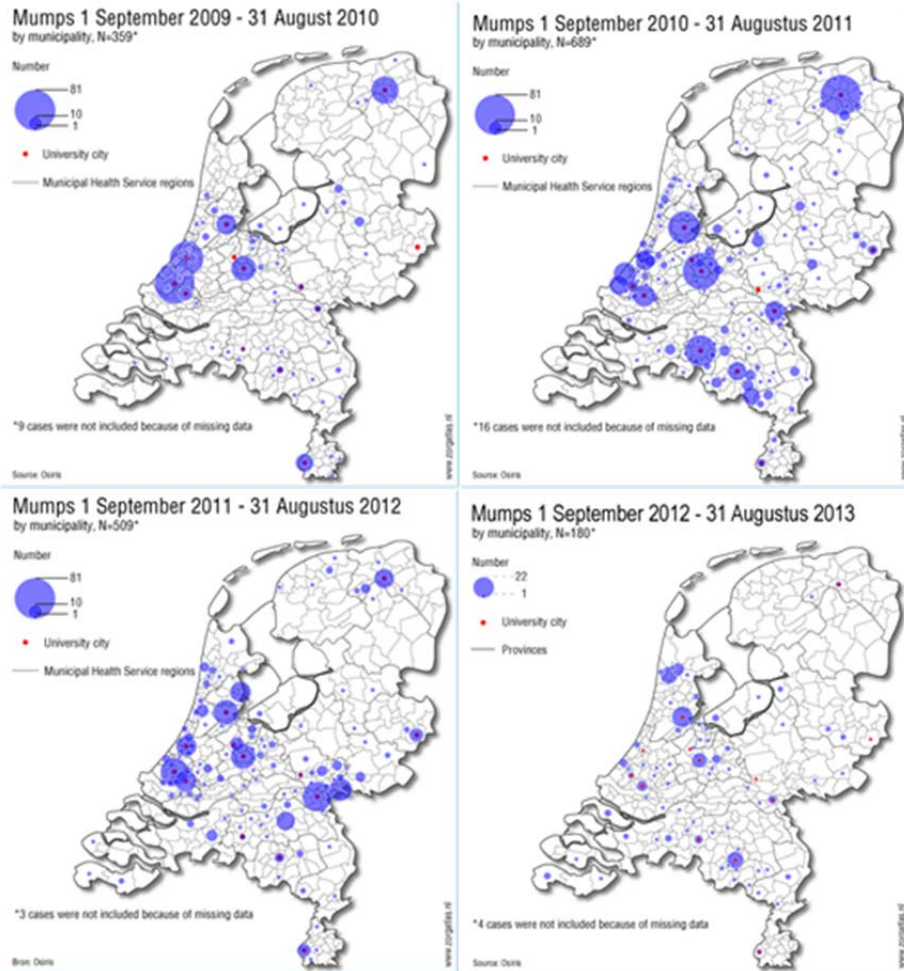 Mumps 1 September 2009 - 31 August 2010
by municipality, N=359*
Number
81
10
1
University city
Municipal Health Service regions
*9 cases were not included because of missing data
Source: Osiris
www.zorgatlas.nl
Mumps 1 September 2010 - 31 Augustus 2011
by municipality, N=689*
Number
81
10
1
University city
Municipal Health Service regions
*16 cases were not included because of missing data
Source: Osiris
www.zorgatlas.nl
Mumps 1 September 2011 - 31 Augustus 2012
by municipality, N=509*
Number
81
10
1
University city
Municipal Health Service regions
*3 cases were not included because of missing data
Bron: Osiris
www.zorgatlas.nl
Mumps 1 September 2012 - 31 Augustus 2013
by municipality, N=180*
Number
22
1
University city
Provinces
*4 cases were not included because of missing data
Source: Osiris
www.zorgatlas.nl